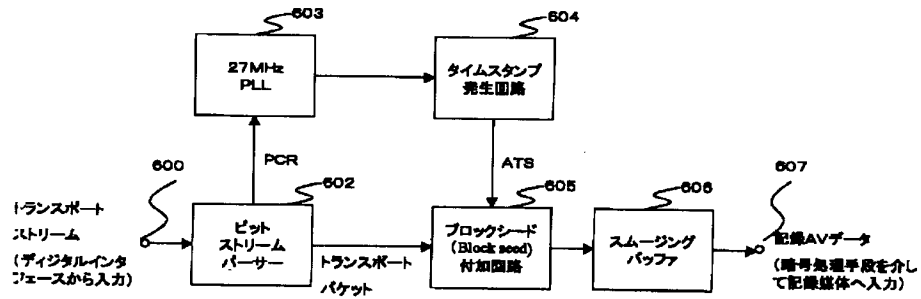 603
604
27MHz
PLL
タイムスタンプ
発生回路
600
PCR
602
ATS
605
606
607
トランスポート
ストリーム
(ディジタルインタ
フェースから入力)
ビット
ストリーム
パーサー
トランスポート
パケット
ブロックシード
(Block seed)
付加回路
スムージング
バッファ
記録AVデータ
(暗号処理手段を介し
て記録媒体へ入力)